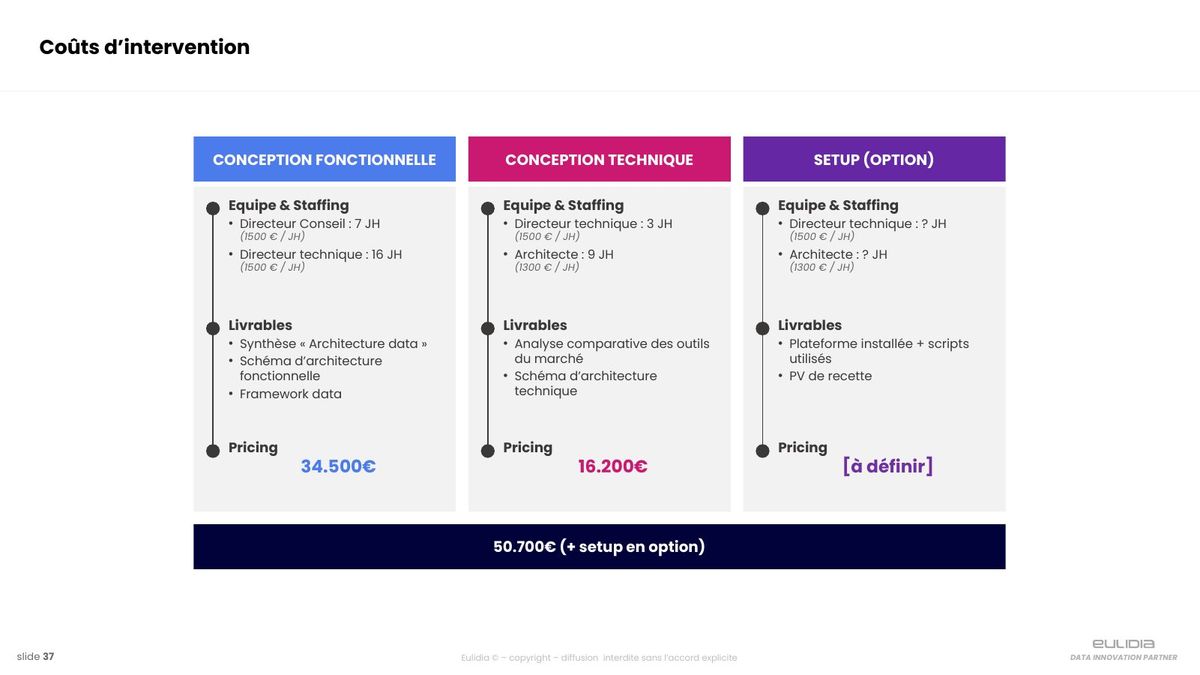 Coûts d’intervention
CONCEPTION FONCTIONNELLE
Equipe & Staffing
• Directeur Conseil : 7 JH
(1500 € / JH)
• Directeur technique : 16 JH
(1500 € / JH)
Livrables
• Synthèse « Architecture data »
• Schéma d’architecture
fonctionnelle
• Framework data
Pricing
34.500€
CONCEPTION TECHNIQUE
Equipe & Staffing
• Directeur technique : 3 JH
(1500 € / JH)
• Architecte : 9 JH
(1300 € / JH)
Livrables
• Analyse comparative des outils
du marché
• Schéma d’architecture
technique
Pricing
16.200€
SETUP (OPTION)
Equipe & Staffing
• Directeur technique : ? JH
(1500 € / JH)
• Architecte : ? JH
(1300 € / JH)
Livrables
• Plateforme installée + scripts
utilisés
• PV de recette
Pricing
[à définir]
50.700€ (+ setup en option)
slide 37
Eulidia © – copyright – diffusion  interdite sans l’accord explicite
EULIDIA
DATA INNOVATION PARTNER